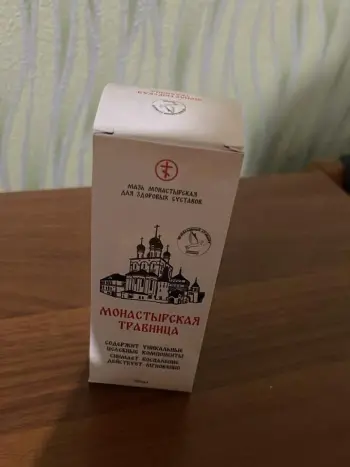 МАЗЬ МОНАСТЫРСКАЯ
ДЛЯ ЗДОРОВЫХ СУСТАВОВ
МОНАСТЫРСКАЯ
ТРАВНИЦА
СОДЕРЖИТ УНИКАЛЬНЫЕ
ЦЕЛЕБНЫЕ КОМПОНЕНТЫ
СНИМАЕТ ВОСПАЛЕНИЕ
ДЕЙСТВУЕТ МГНОВЕННО